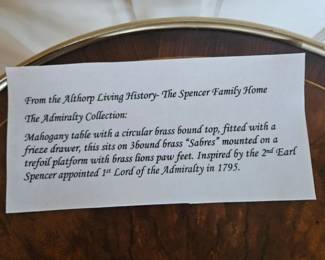 From the Althorp Living History- The Spencer Family Home
The Admiralty Collection:
Mahogany table with a circular brass bound top, fitted with a
frieze drawer, this sits on 3bound brass "Sabres" mounted on a
trefoil platform with brass lions paw feet. Inspired by the 2nd Earl
Spencer appointed 1st Lord of the Admiralty in 1795.